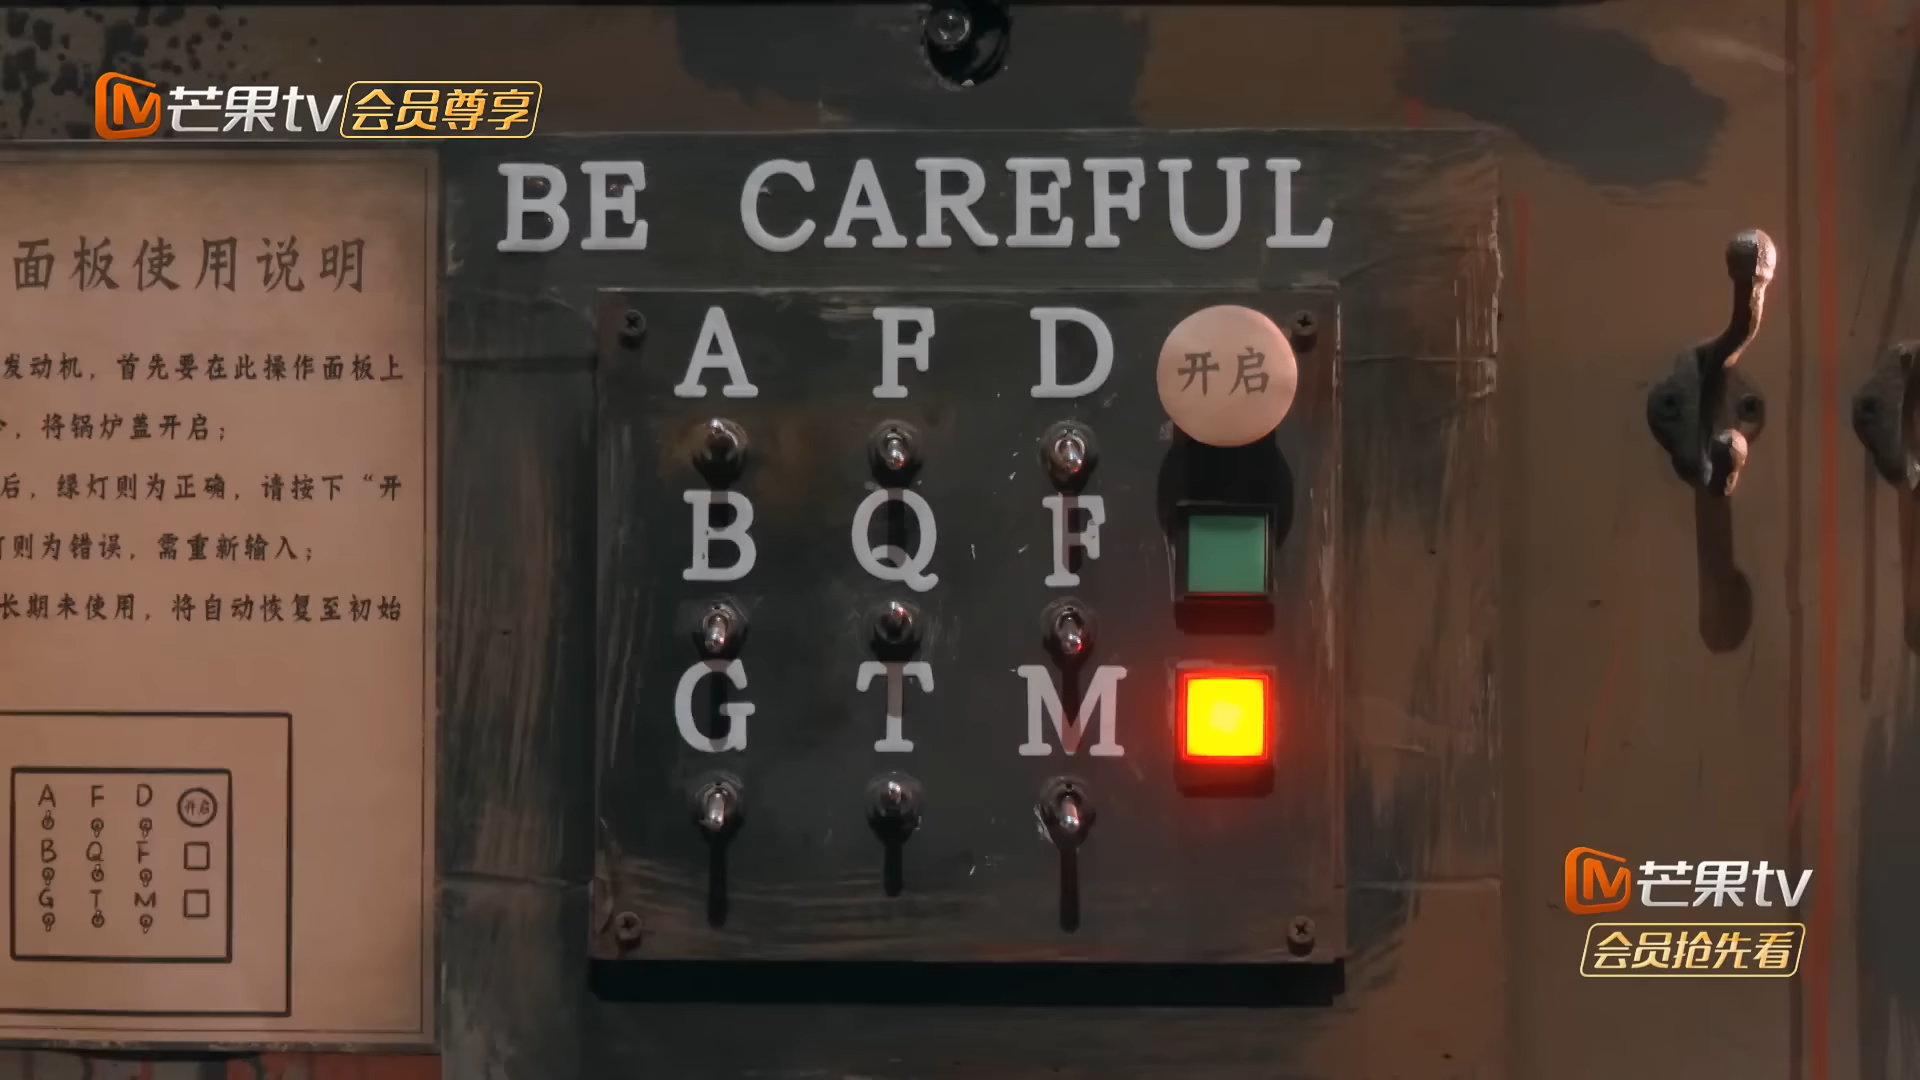 芒果tv 会员尊享
BE CAREFUL
面板使用说明
发动机，首先要在此操作面板上
，将锅炉盖开启；
后，绿灯则为正确，请按下“开
则为错误，需重新输入；
长期未使用，将自动恢复至初始
A F D 开启
B Q F
G T M
A F D 开启
B Q F
G T M
芒果tv
会员抢先看